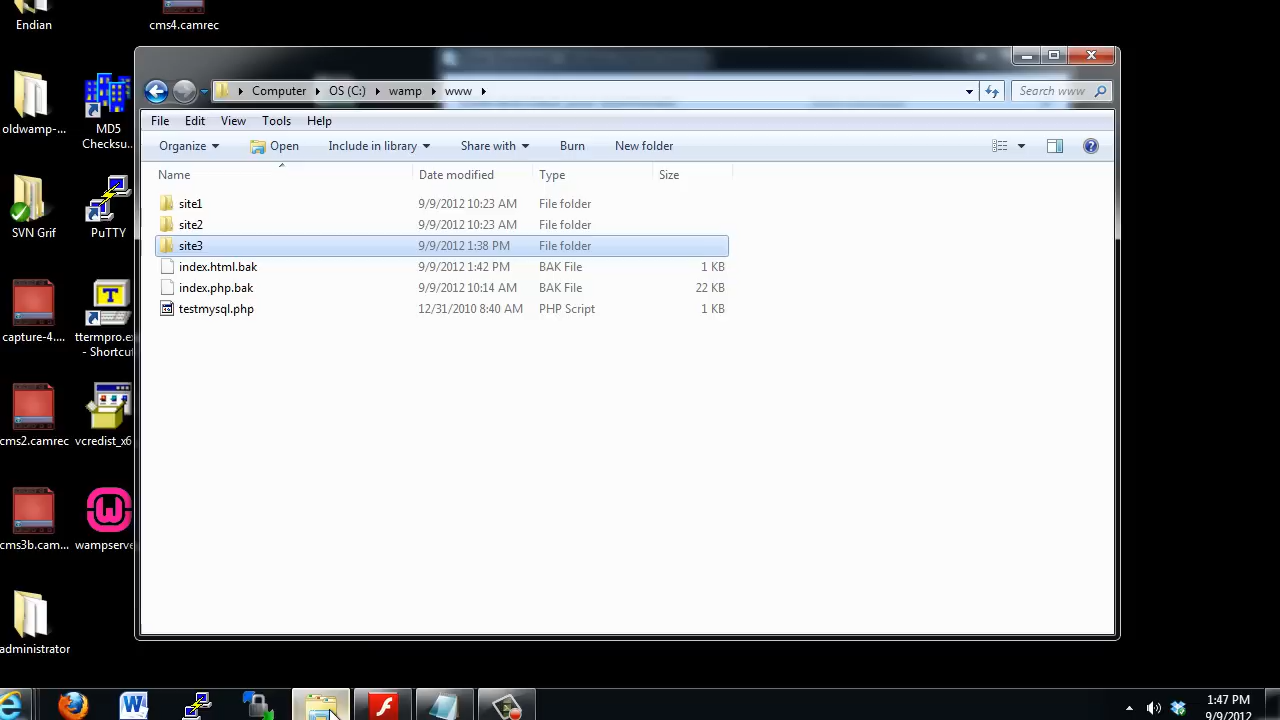 Endian
cms4.camrec
oldwamp-...
MD5
Checksu...
SVN Grif
PuTTY
capture-4....
ttermpro.ex
- Shortcut
cms2.camrec
vcredist_x6
cms3b.cam...
wampserve
administrator
Computer
OS (C:)
wamp
www
Search www
File
Edit
View
Tools
Help
Organize
Open
Include in library
Share with
Burn
New folder
Name
Date modified
Type
Size
site1
9/9/2012 10:23 AM
File folder
site2
9/9/2012 10:23 AM
File folder
site3
9/9/2012 1:38 PM
File folder
index.html.bak
9/9/2012 1:42 PM
BAK File
1 KB
index.php.bak
9/9/2012 10:14 AM
BAK File
22 KB
testmysql.php
12/31/2010 8:40 AM
PHP Script
1 KB
1:47 PM
9/9/2012